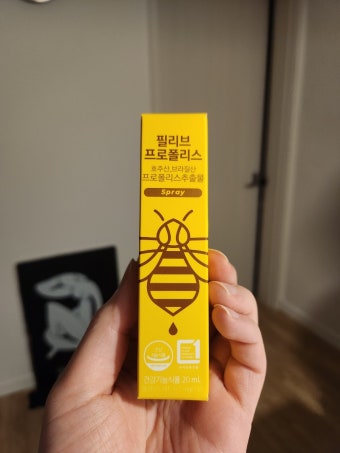 필리브
프로폴리스
호주산,브라질산
프로폴리스추출물
Spray
건강기능식품 20 mL